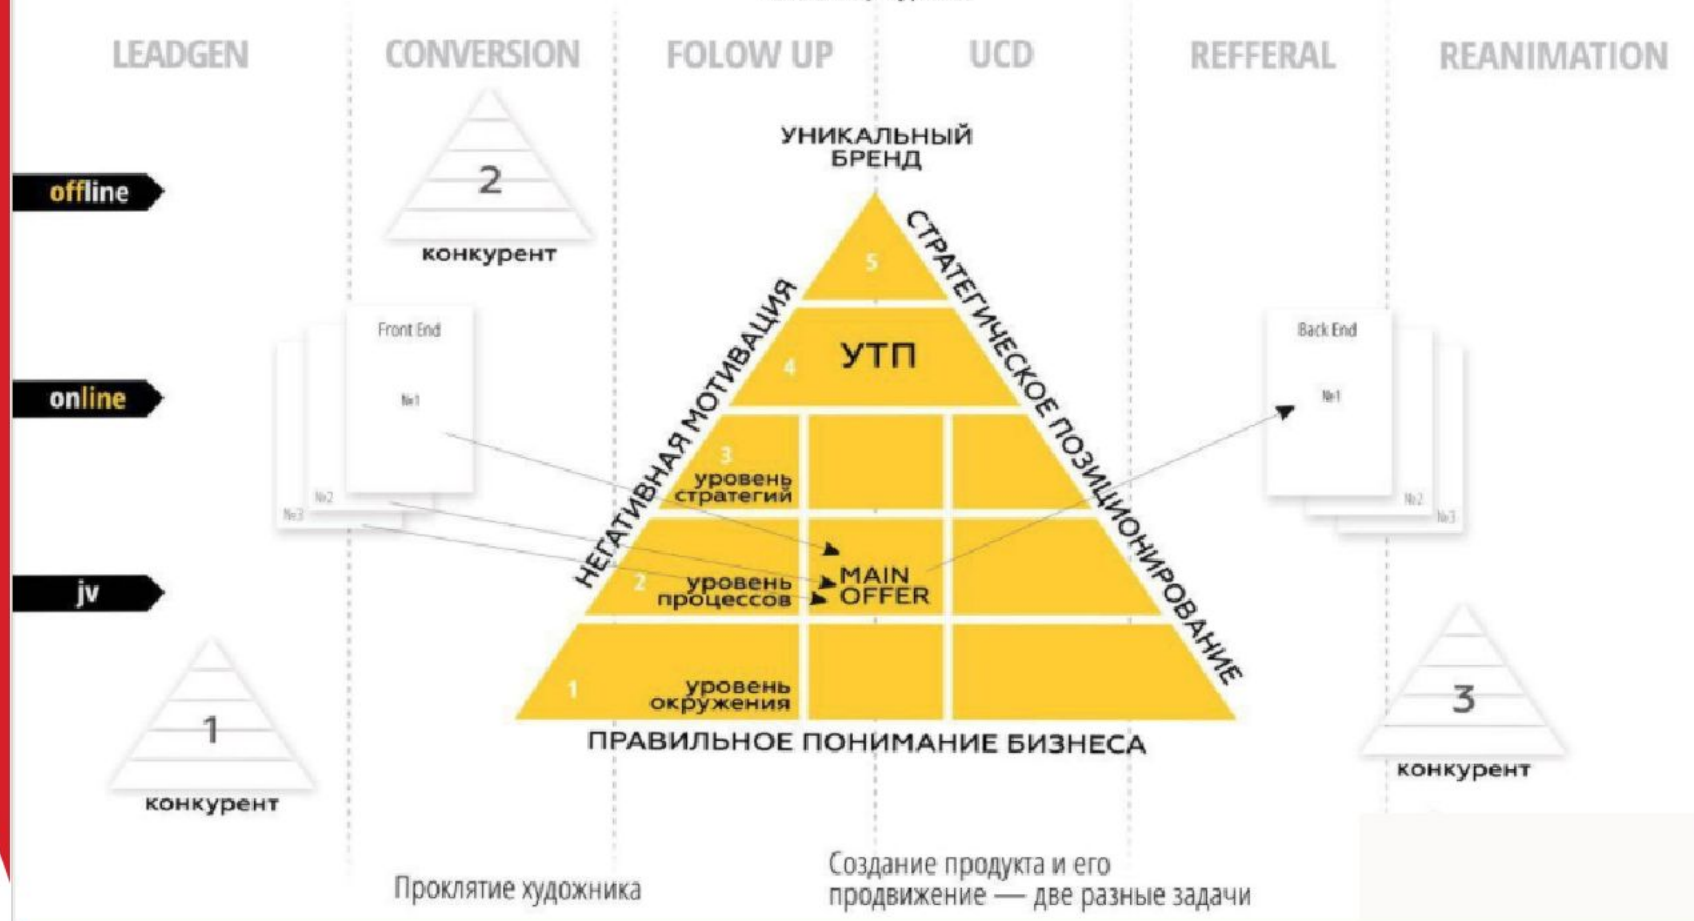 LEADGEN
CONVERSION
FOLOW UP
UCD
REFFERAL
REANIMATION
УНИКАЛЬНЫЙ
БРЕНД
offline
2
конкурент
5
СТРАТЕГИЧЕСКОЕ ПОЗИЦИОНИРОВАНИЕ
НЕГАТИВНАЯ МОТИВАЦИЯ
Front End
№1
№2
№3
Back End
№1
№2
№3
4
УТП
online
3
уровень
стратегий
2
уровень
процессов
MAIN
OFFER
jv
1
уровень
окружения
ПРАВИЛЬНОЕ ПОНИМАНИЕ БИЗНЕСА
1
конкурент
3
конкурент
Проклятие художника
Создание продукта и его
продвижение — две разные задачи